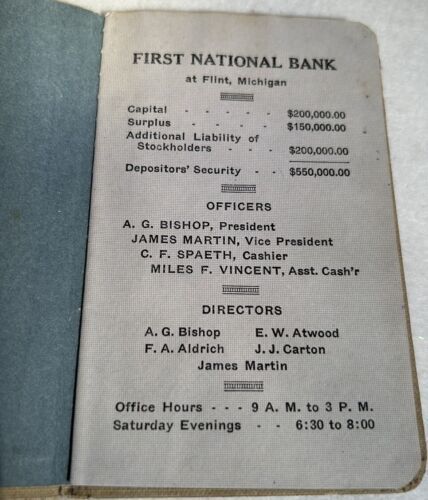 FIRST NATIONAL BANK
at Flint, Michigan
Capital - - - - - $200,000.00
Surplus - - - - $150,000.00
Additional Liability of
Stockholders - - - $200,000.00
Depositors' Security - - $550,000.00
OFFICERS
A. G. BISHOP, President
JAMES MARTIN, Vice President
C. F. SPAETH, Cashier
MILES F. VINCENT, Asst. Cash'r
DIRECTORS
A. G. Bishop E. W. Atwood
F. A. Aldrich J. J. Carton
James Martin
Office Hours - - - 9 A. M. to 3 P. M.
Saturday Evenings - - 6:30 to 8:00